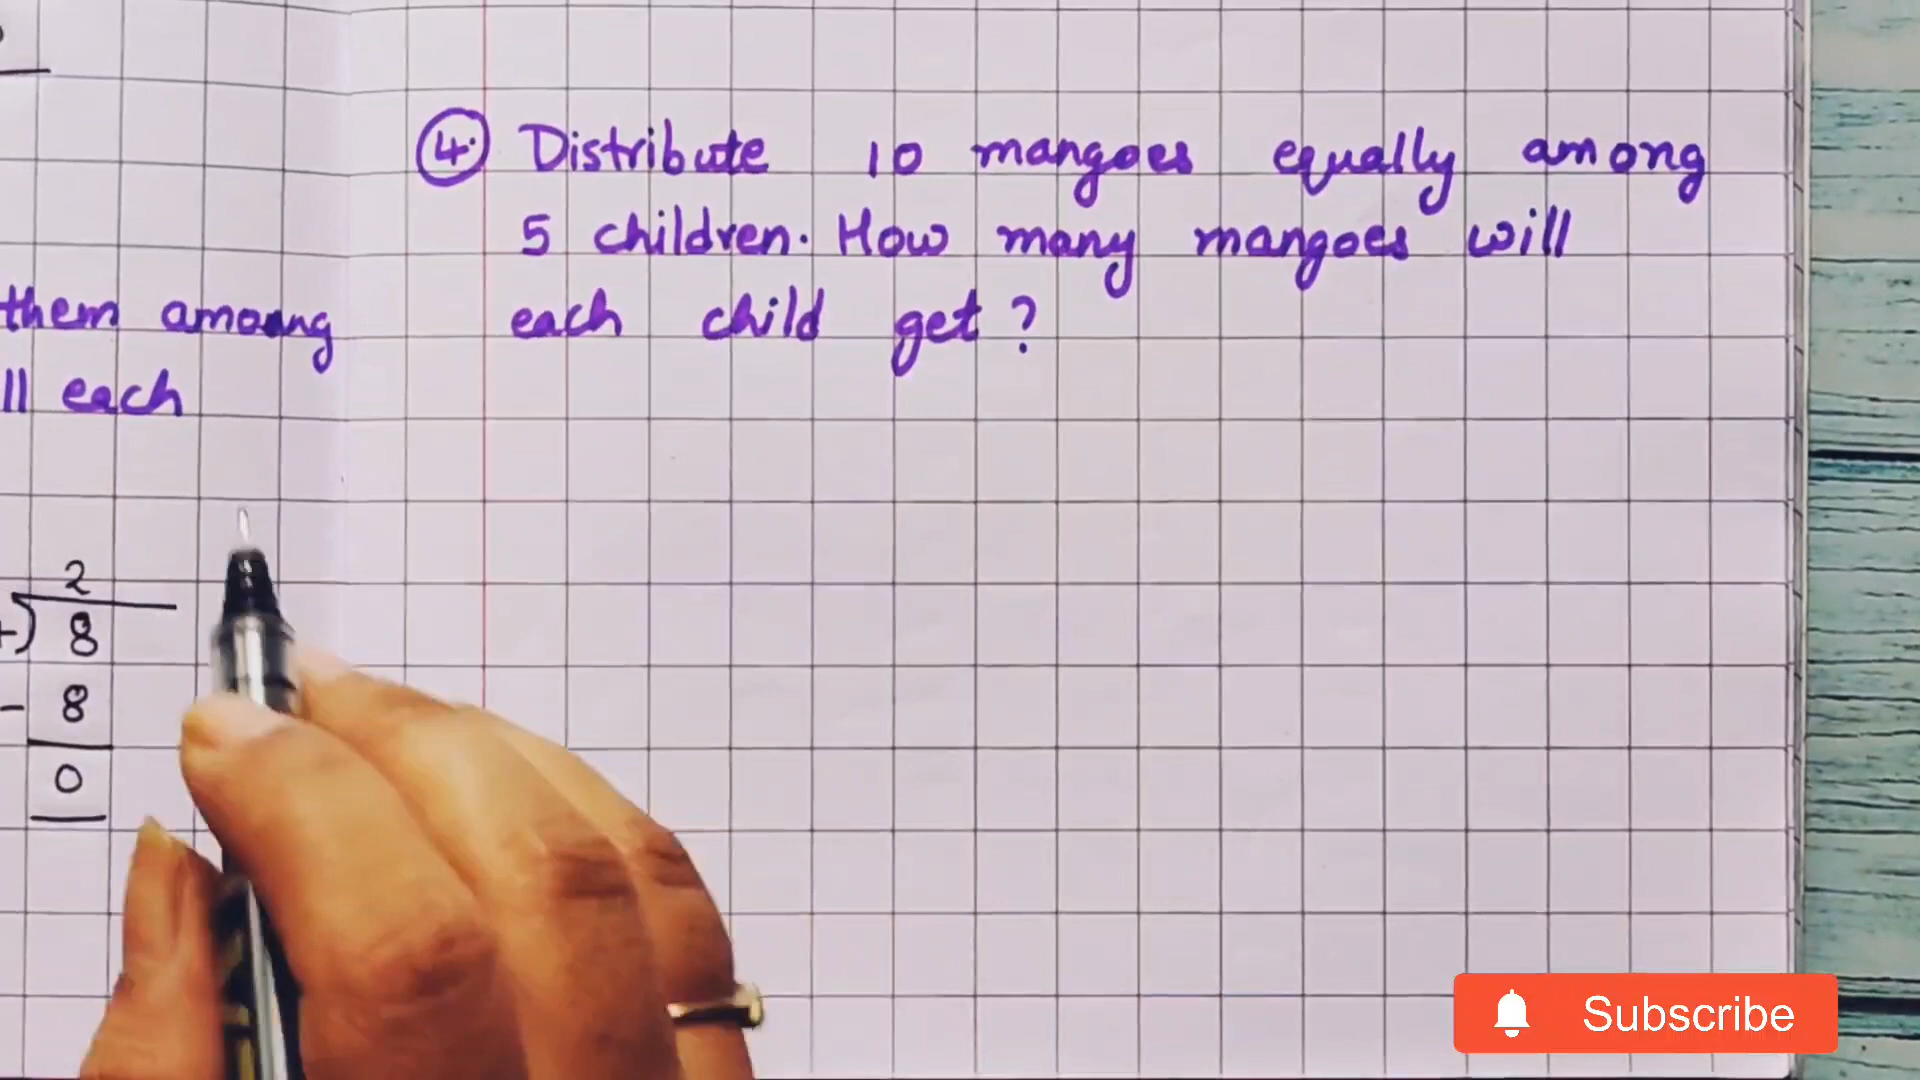 them among
ll each
2
8
- 8
0
4. Distribute 10 mangoes equally among
5 children. How many mangoes will
each child get?
Subscribe